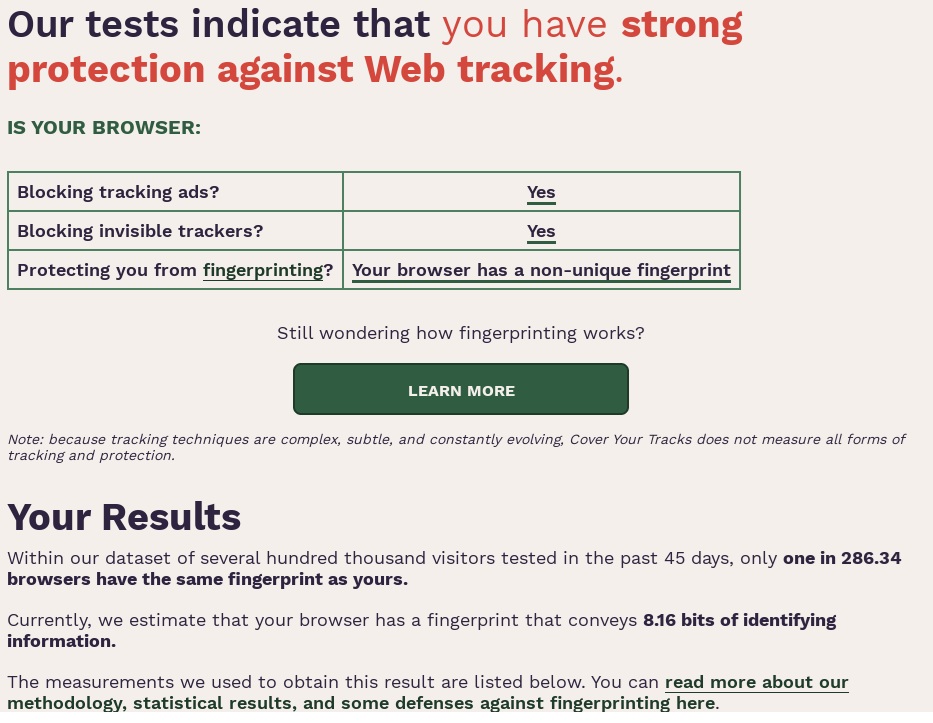 Our tests indicate that you have strong
protection against Web tracking.
IS YOUR BROWSER:
Blocking tracking ads? Yes
Blocking invisible trackers? Yes
Protecting you from fingerprinting? Your browser has a non-unique fingerprint
Still wondering how fingerprinting works?
LEARN MORE
Note: because tracking techniques are complex, subtle, and constantly evolving, Cover Your Tracks does not measure all forms of
tracking and protection.
Your Results
Within our dataset of several hundred thousand visitors tested in the past 45 days, only one in 286.34
browsers have the same fingerprint as yours.
Currently, we estimate that your browser has a fingerprint that conveys 8.16 bits of identifying
information.
The measurements we used to obtain this result are listed below. You can read more about our
methodology, statistical results, and some defenses against fingerprinting here.